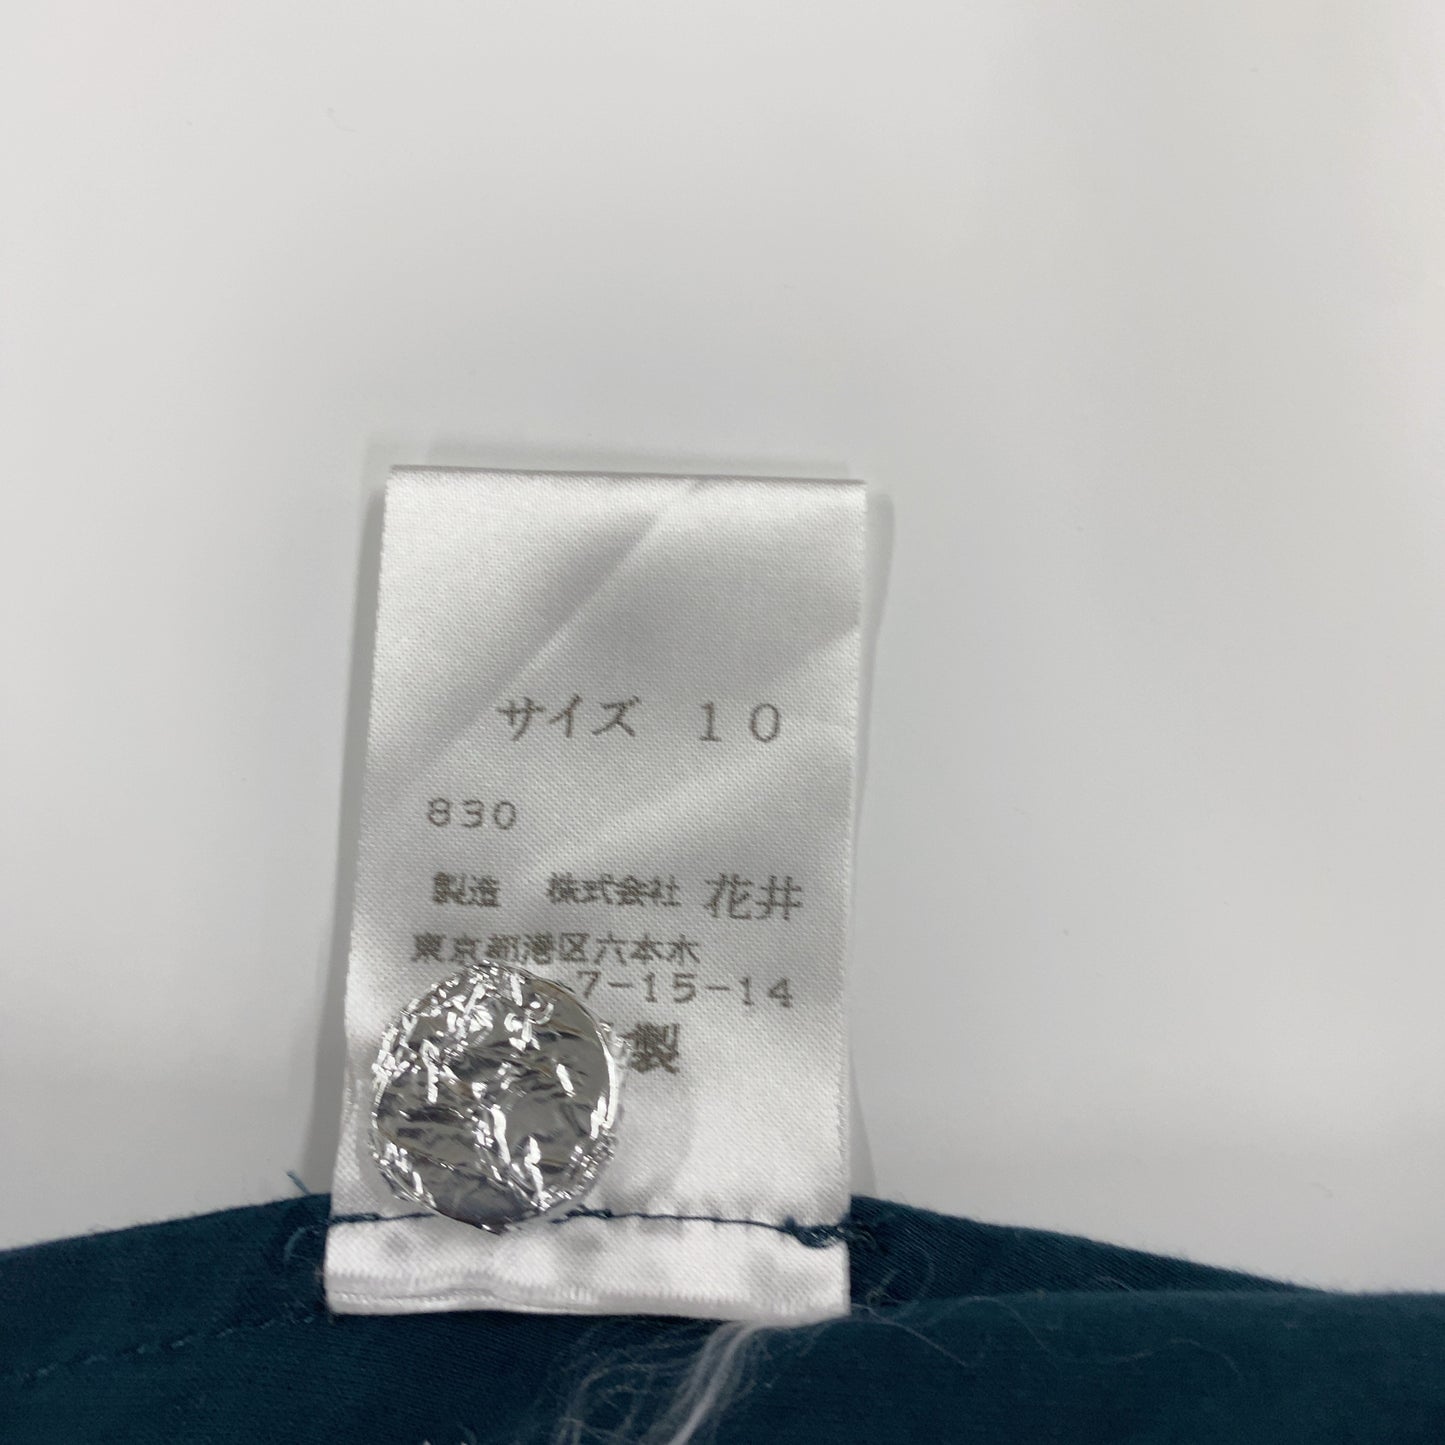 サイズ 10
830
製造 株式会社 花井
東京都港区六本木
7-15-14
製